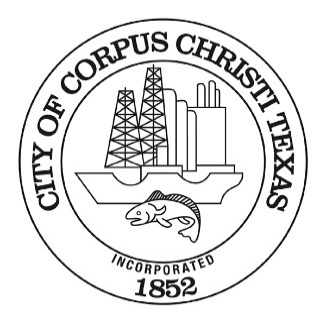 CITY OF CORPUS CHRISTI TEXAS
INCORPORATED
1852